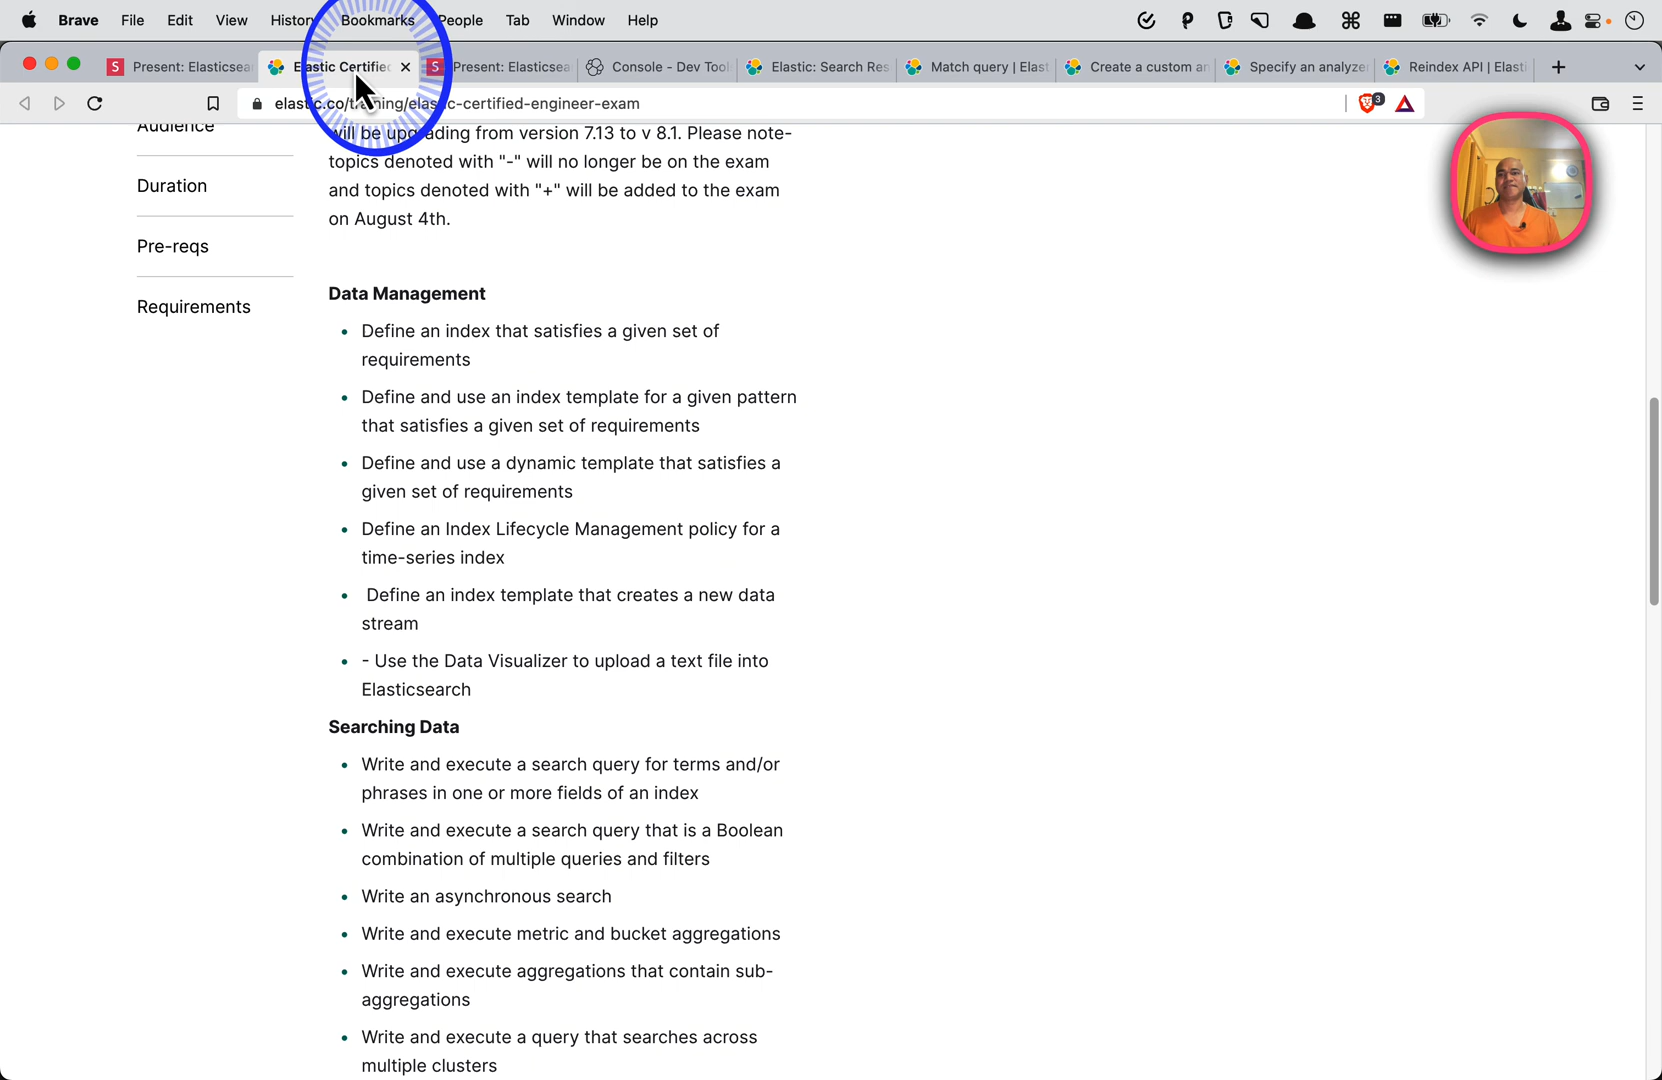 Brave File Edit View History Bookmarks People Tab Window Help
Present: Elasticsea
Elastic Certifie
Present: Elasticsea
Console - Dev Tool
Elastic: Search Res
Match query | Elast
Create a custom an
Specify an analyze
Reindex API | Elasti
elastic.co/training/elastic-certified-engineer-exam
3
Audience
Duration
Pre-reqs
Requirements
will be upgrading from version 7.13 to v 8.1. Please note-
topics denoted with "-" will no longer be on the exam
and topics denoted with "+" will be added to the exam
on August 4th.
Data Management
• Define an index that satisfies a given set of
requirements
• Define and use an index template for a given pattern
that satisfies a given set of requirements
• Define and use a dynamic template that satisfies a
given set of requirements
• Define an Index Lifecycle Management policy for a
time-series index
• Define an index template that creates a new data
stream
• - Use the Data Visualizer to upload a text file into
Elasticsearch
Searching Data
• Write and execute a search query for terms and/or
phrases in one or more fields of an index
• Write and execute a search query that is a Boolean
combination of multiple queries and filters
• Write an asynchronous search
• Write and execute metric and bucket aggregations
• Write and execute aggregations that contain sub-
aggregations
• Write and execute a query that searches across
multiple clusters